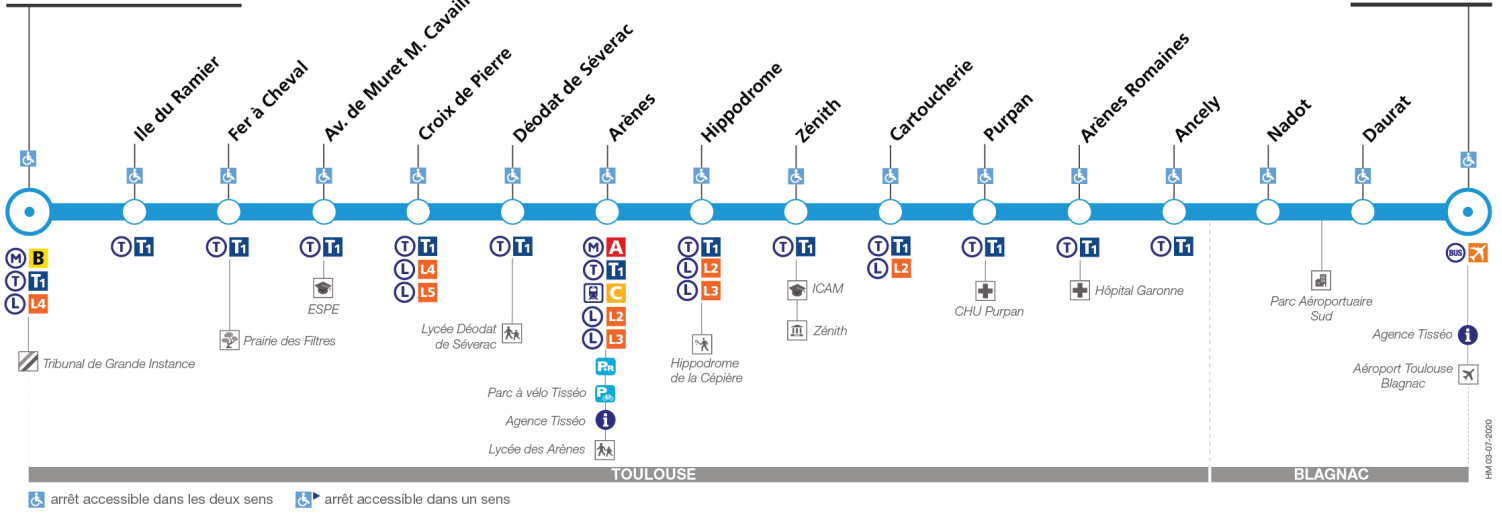 Ile du Ramier
Fer à Cheval
Av. de Muret M. Cavaill
Croix de Pierre
Déodat de Séverac
Arènes
Hippodrome
Zénith
Cartoucherie
Purpan
Arènes Romaines
Ancely
Nadot
Daurat
M B
T T1
L L4
Tribunal de Grande Instance
T T1
T T1
Prairie des Filtres
T T1
ESPE
T T1
L L4
L L5
T T1
Lycée Déodat
de Séverac
M A
T T1
C
L L2
L L3
P+R
Parc à vélo Tisséo
P
Agence Tisséo
i
Lycée des Arènes
T T1
L L2
L L3
Hippodrome
de la Cépière
T T1
ICAM
Zénith
T T1
L L2
T T1
CHU Purpan
T T1
Hôpital Garonne
T T1
Parc Aéroportuaire
Sud
BUS
Agence Tisséo
i
Aéroport Toulouse
Blagnac
TOULOUSE
BLAGNAC
arrêt accessible dans les deux sens
arrêt accessible dans un sens
HM 03-07-2020